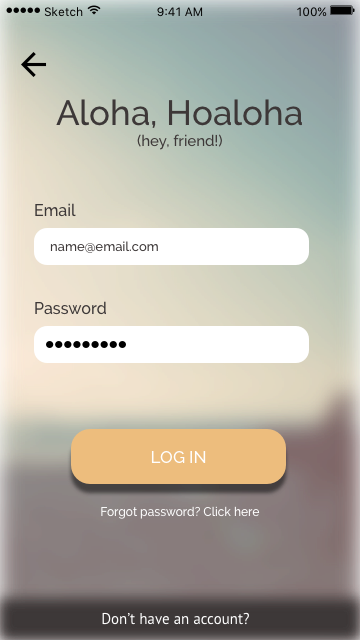 Sketch 9:41 AM 100%
Aloha, Hoaloha
(hey, friend!)
Email
name@email.com
Password
●●●●●●●●●
LOG IN
Forgot password? Click here
Don't have an account?